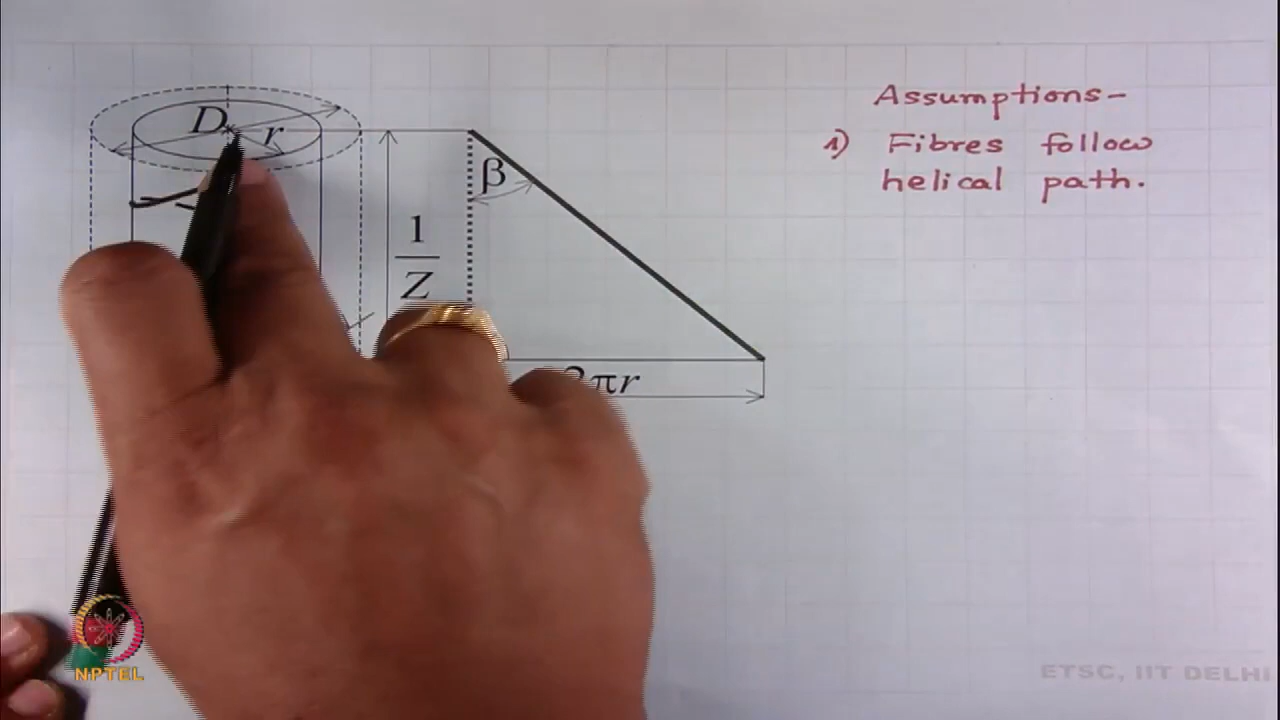 Assumptions-
1) Fibres follow
helical path.
D
r
β
1
Z
2πr
NPTEL
ETSC, IIT DELHI